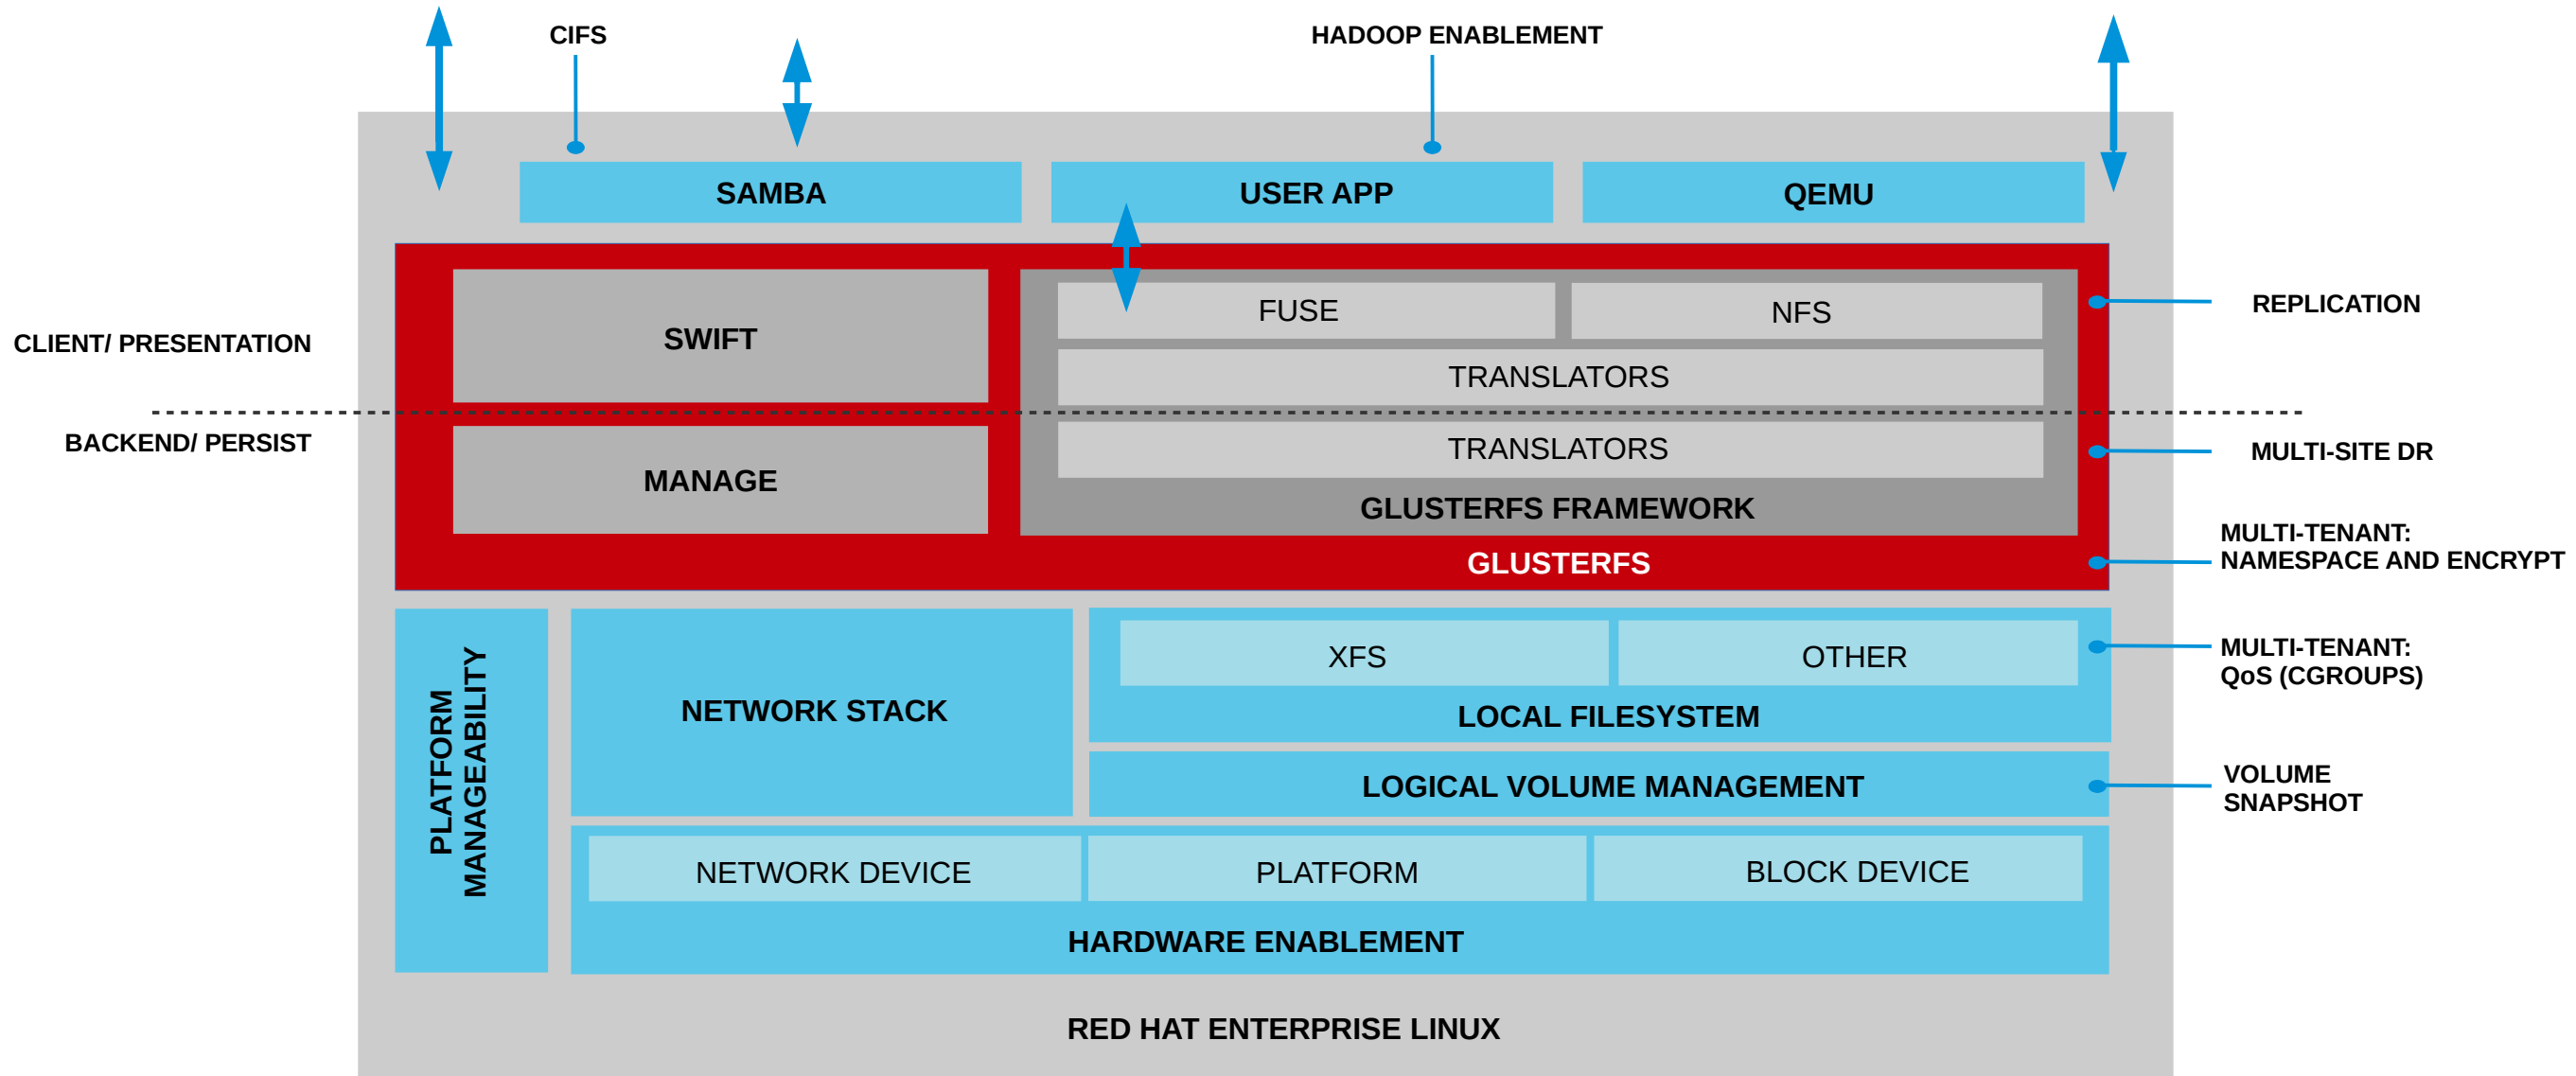 CIFS
HADOOP ENABLEMENT
SAMBA
USER APP
QEMU
CLIENT/ PRESENTATION
BACKEND/ PERSIST
SWIFT
MANAGE
FUSE
NFS
TRANSLATORS
TRANSLATORS
GLUSTERFS FRAMEWORK
GLUSTERFS
REPLICATION
MULTI-SITE DR
MULTI-TENANT:
NAMESPACE AND ENCRYPT
MULTI-TENANT:
QoS (CGROUPS)
VOLUME
SNAPSHOT
PLATFORM
MANAGEABILITY
NETWORK STACK
XFS
OTHER
LOCAL FILESYSTEM
LOGICAL VOLUME MANAGEMENT
NETWORK DEVICE
PLATFORM
BLOCK DEVICE
HARDWARE ENABLEMENT
RED HAT ENTERPRISE LINUX